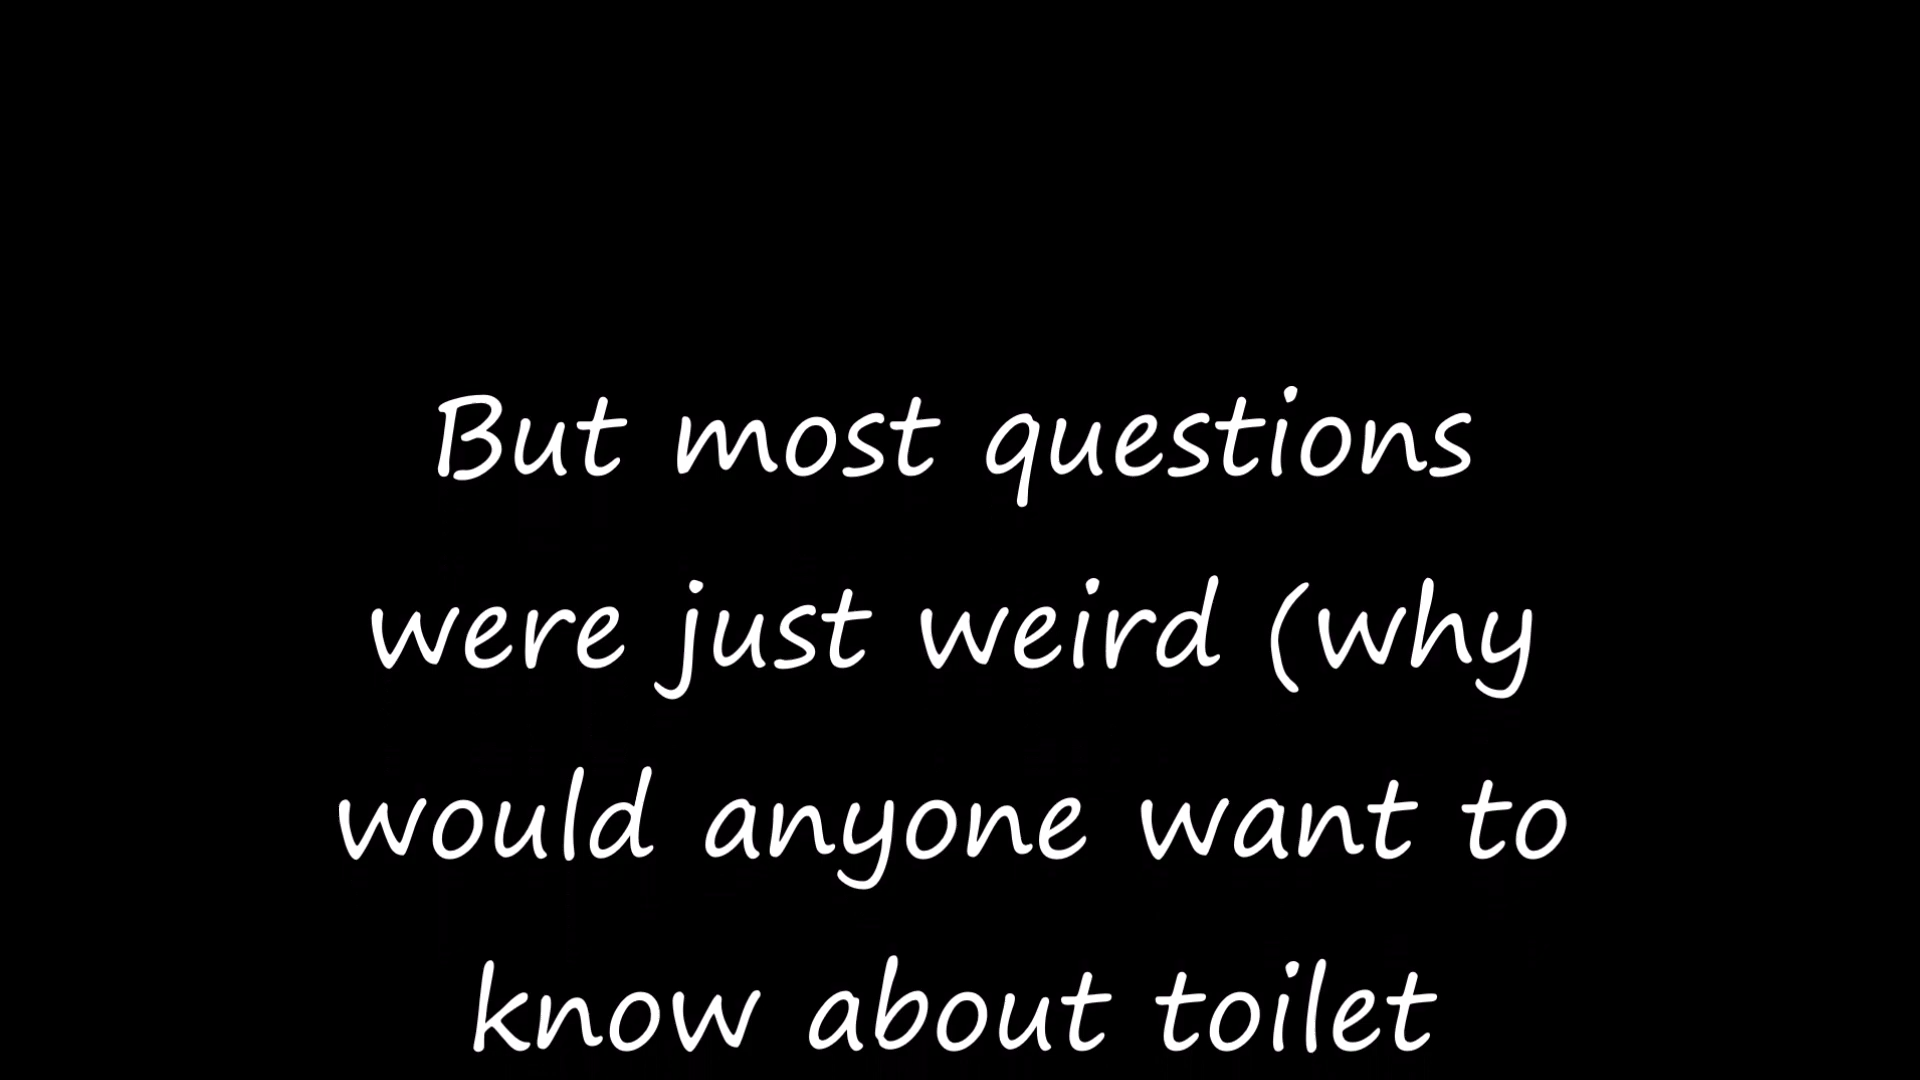 But most questions
were just weird (why
would anyone want to
know about toilet